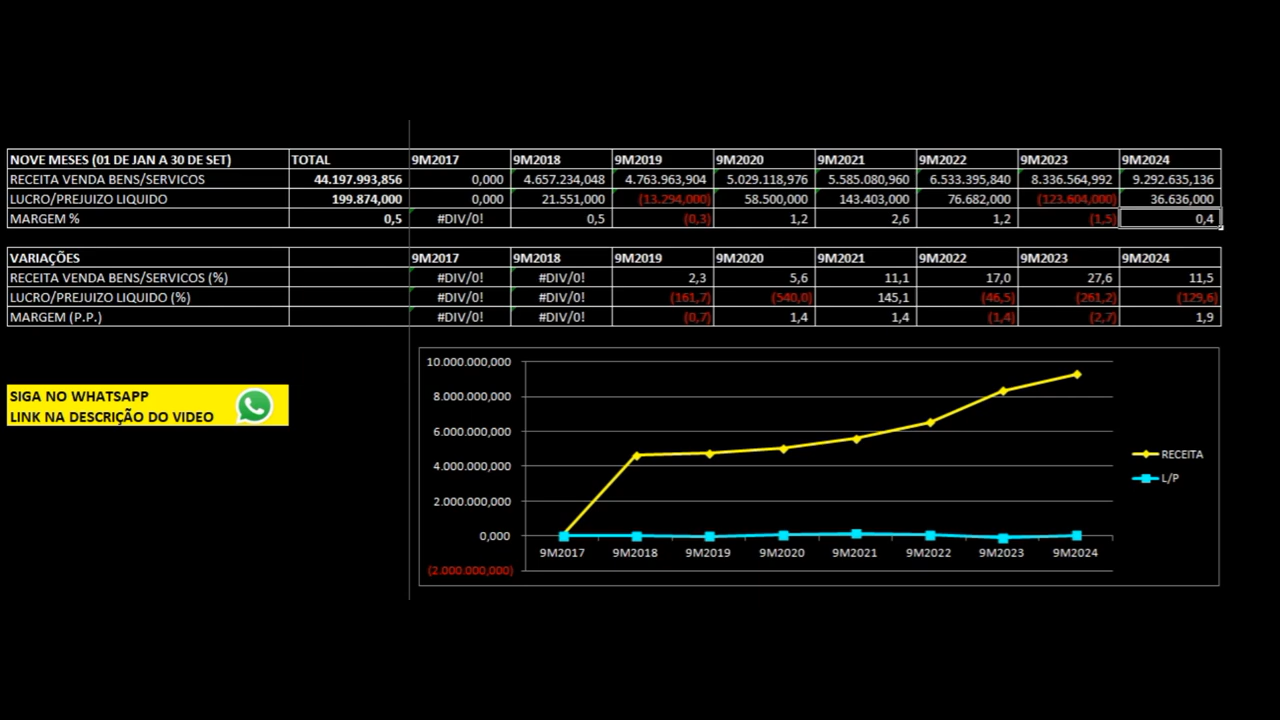 NOVE MESES (01 DE JAN A 30 DE SET) TOTAL 9M2017 9M2018 9M2019 9M2020 9M2021 9M2022 9M2023 9M2024
RECEITA VENDA BENS/SERVICOS 44.197.993,856 0,000 4.657.234,048 4.763.963,904 5.029.118,976 5.585.080,960 6.533.395,840 8.336.564,992 9.292.635,136
LUCRO/PREJUIZO LIQUIDO 199.874,000 0,000 21.551,000 (13.294,000) 58.500,000 143.403,000 76.682,000 (123.604,000) 36.636,000
MARGEM % 0,5 #DIV/0! 0,5 (0,3) 1,2 2,6 1,2 (1,5) 0,4
VARIAÇÕES 9M2017 9M2018 9M2019 9M2020 9M2021 9M2022 9M2023 9M2024
RECEITA VENDA BENS/SERVICOS (%) #DIV/0! #DIV/0! 2,3 5,6 11,1 17,0 27,6 11,5
LUCRO/PREJUIZO LIQUIDO (%) #DIV/0! #DIV/0! (161,7) (540,0) 145,1 (46,5) (261,2) (129,6)
MARGEM (P.P.) #DIV/0! #DIV/0! (0,7) 1,4 1,4 (1,4) (2,7) 1,9
SIGA NO WHATSAPP
LINK NA DESCRIÇÃO DO VIDEO
10.000.000,000
8.000.000,000
6.000.000,000
4.000.000,000
2.000.000,000
0,000
(2.000.000,000)
9M2017 9M2018 9M2019 9M2020 9M2021 9M2022 9M2023 9M2024
RECEITA
L/P